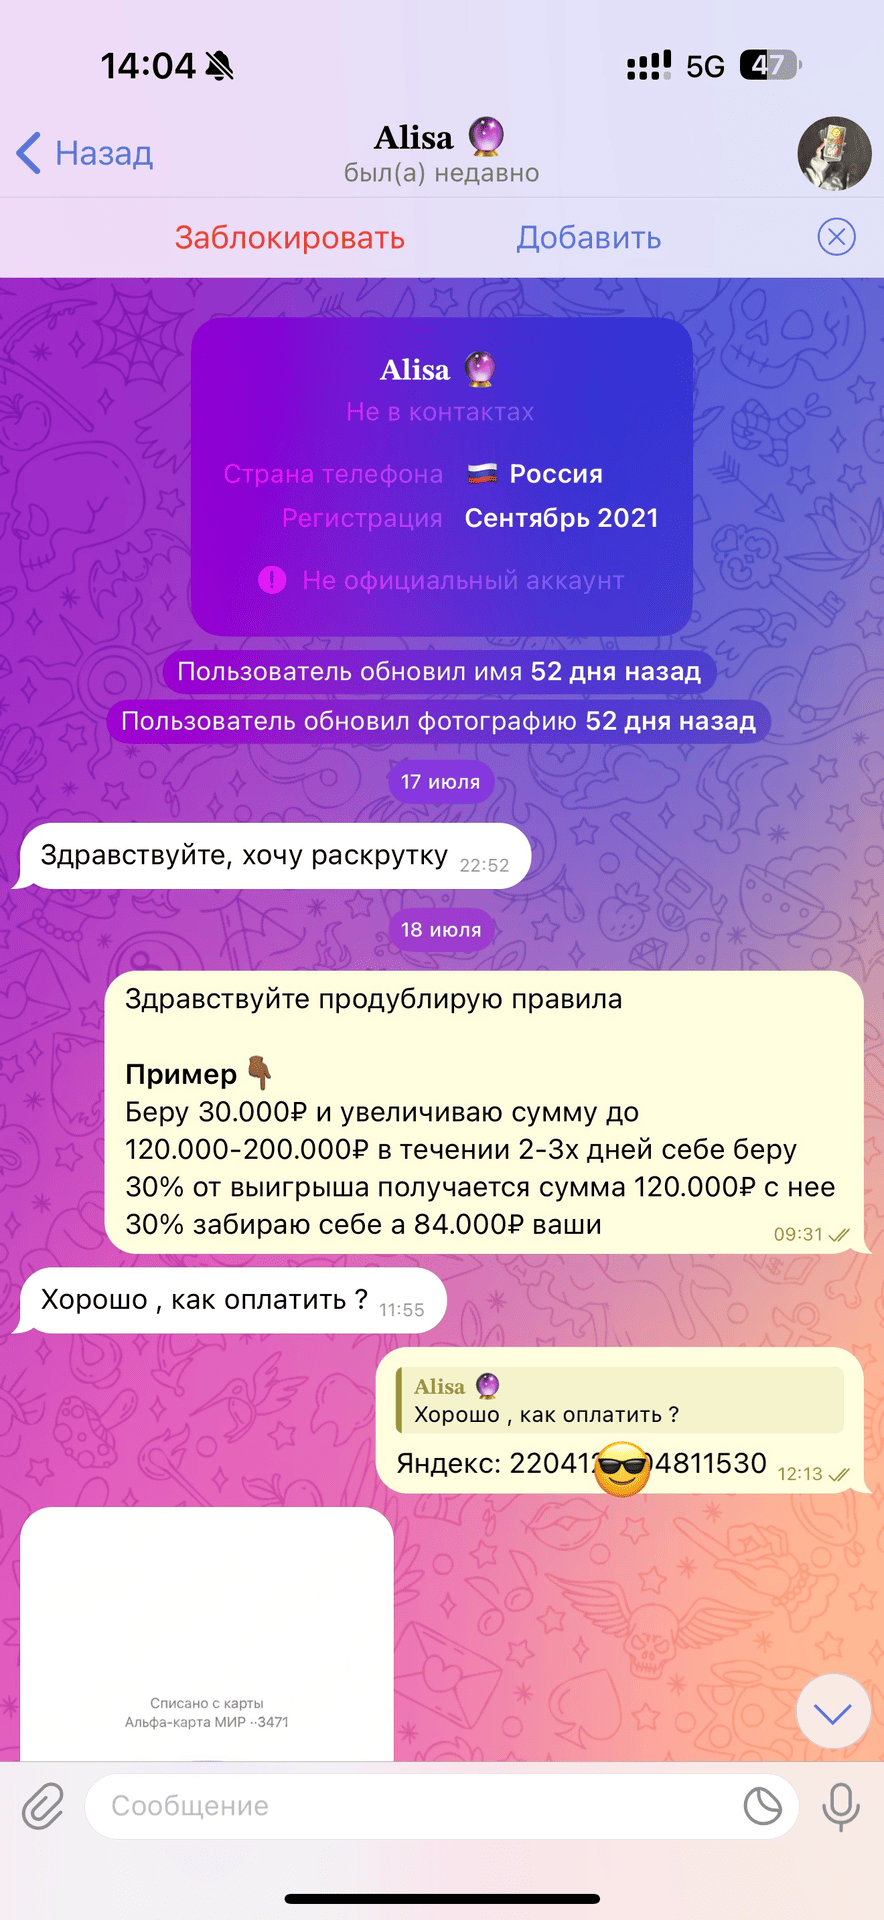 14:04
5G
47
Назад
Alisa 🔮
был(а) недавно
Заблокировать
Добавить
Alisa 🔮
Не в контактах
Страна телефона 🇷🇺 Россия
Регистрация Сентябрь 2021
Не официальный аккаунт
Пользователь обновил имя 52 дня назад
Пользователь обновил фотографию 52 дня назад
17 июля
Здравствуйте, хочу раскрутку 22:52
18 июля
Здравствуйте продублирую правила
Пример 👇🏾
Беру 30.000₽ и увеличиваю сумму до
120.000-200.000₽ в течении 2-3х дней себе беру
30% от выигрыша получается сумма 120.000₽ с нее
30% забираю себе а 84.000₽ ваши
09:31
Хорошо , как оплатить ? 11:55
Alisa 🔮
Хорошо , как оплатить ?
Яндекс: 22041 😎 4811530 12:13
Списано с карты
Альфа-карта МИР ··3471
Сообщение